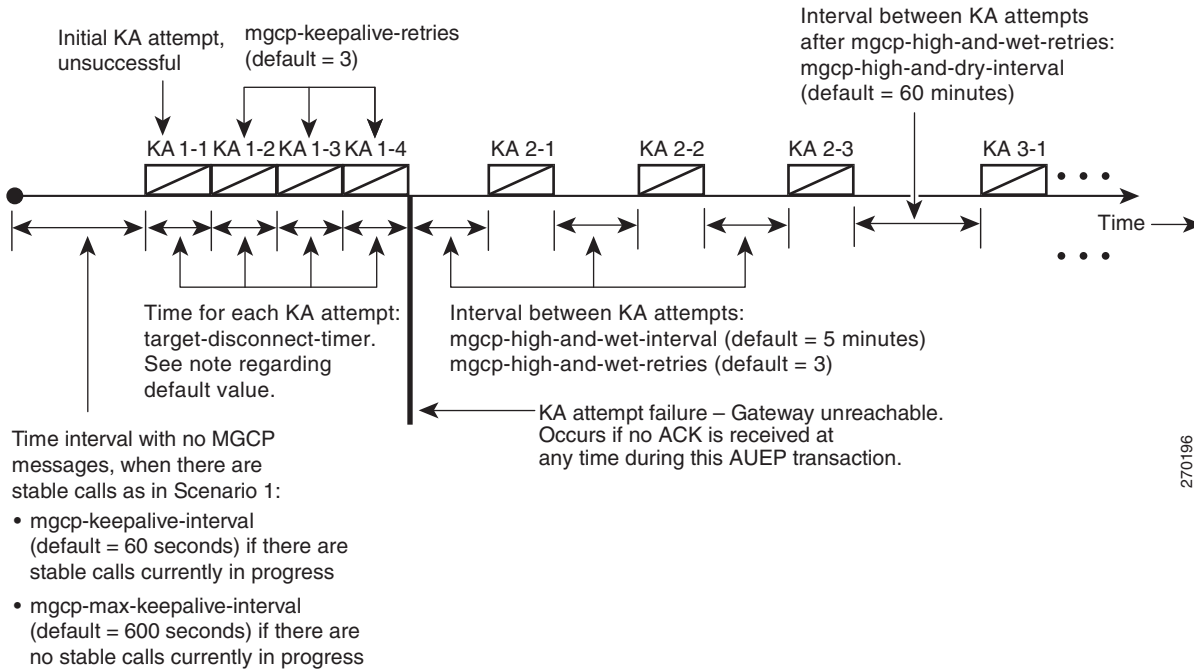 Initial KA attempt,
unsuccessful
mgcp-keepalive-retries
(default = 3)
Interval between KA attempts
after mgcp-high-and-wet-retries:
mgcp-high-and-dry-interval
(default = 60 minutes)
KA 1-1 KA 1-2 KA 1-3 KA 1-4 KA 2-1 KA 2-2 KA 2-3 KA 3-1
Time
Time for each KA attempt:
target-disconnect-timer.
See note regarding
default value.
Interval between KA attempts:
mgcp-high-and-wet-interval (default = 5 minutes)
mgcp-high-and-wet-retries (default = 3)
KA attempt failure – Gateway unreachable.
Occurs if no ACK is received at
any time during this AUEP transaction.
Time interval with no MGCP
messages, when there are
stable calls as in Scenario 1:
• mgcp-keepalive-interval
(default = 60 seconds) if there are
stable calls currently in progress
• mgcp-max-keepalive-interval
(default = 600 seconds) if there are
no stable calls currently in progress
270196